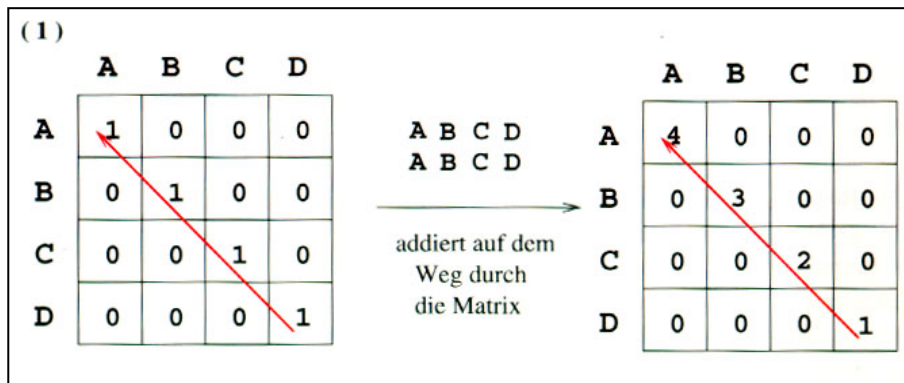 (1)
A B C D
A 1 0 0 0
B 0 1 0 0
C 0 0 1 0
D 0 0 0 1
A B C D
A B C D
addiert auf dem
Weg durch
die Matrix
A B C D
A 4 0 0 0
B 0 3 0 0
C 0 0 2 0
D 0 0 0 1